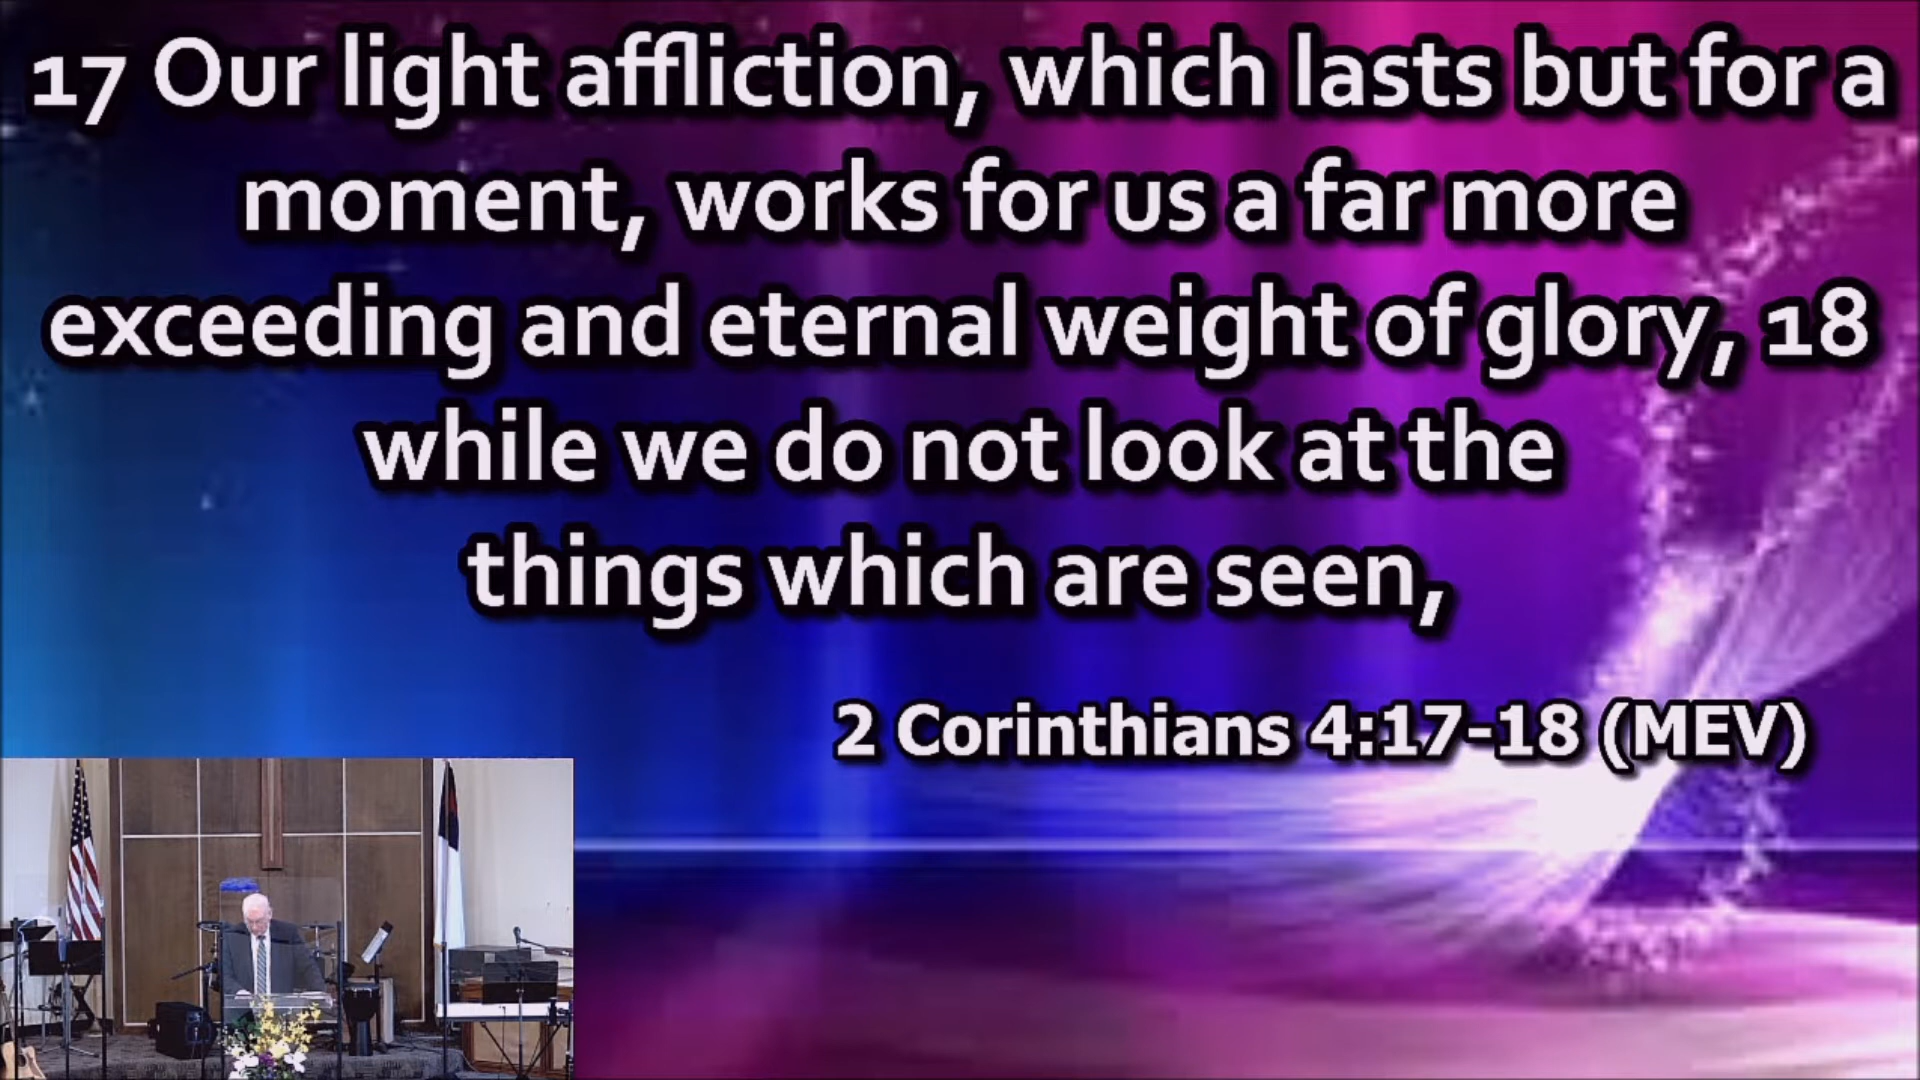 17 Our light affliction, which lasts but for a
moment, works for us a far more
exceeding and eternal weight of glory, 18
while we do not look at the
things which are seen,
2 Corinthians 4:17-18 (MEV)